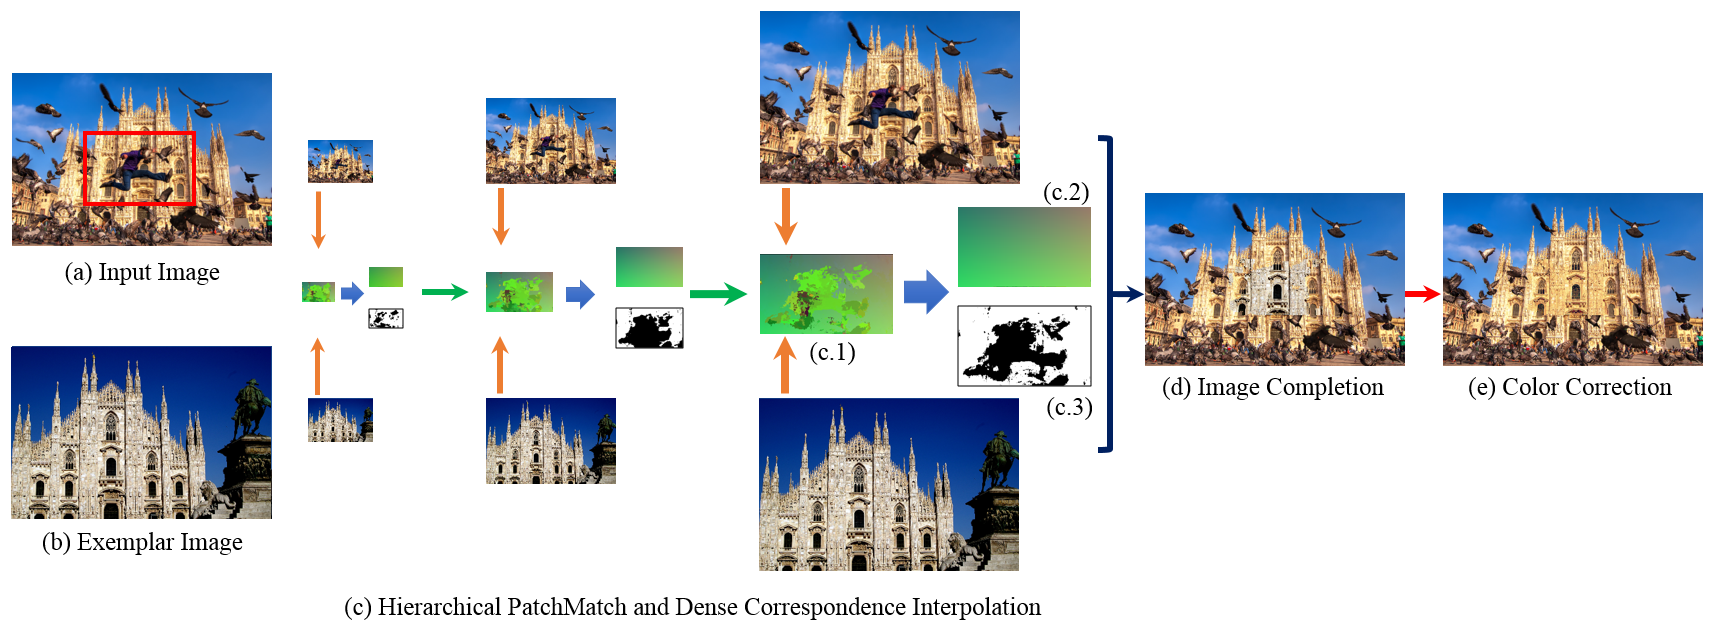 (c.2)
(a) Input Image
(c.1)
(d) Image Completion
(e) Color Correction
(c.3)
(b) Exemplar Image
(c) Hierarchical PatchMatch and Dense Correspondence Interpolation